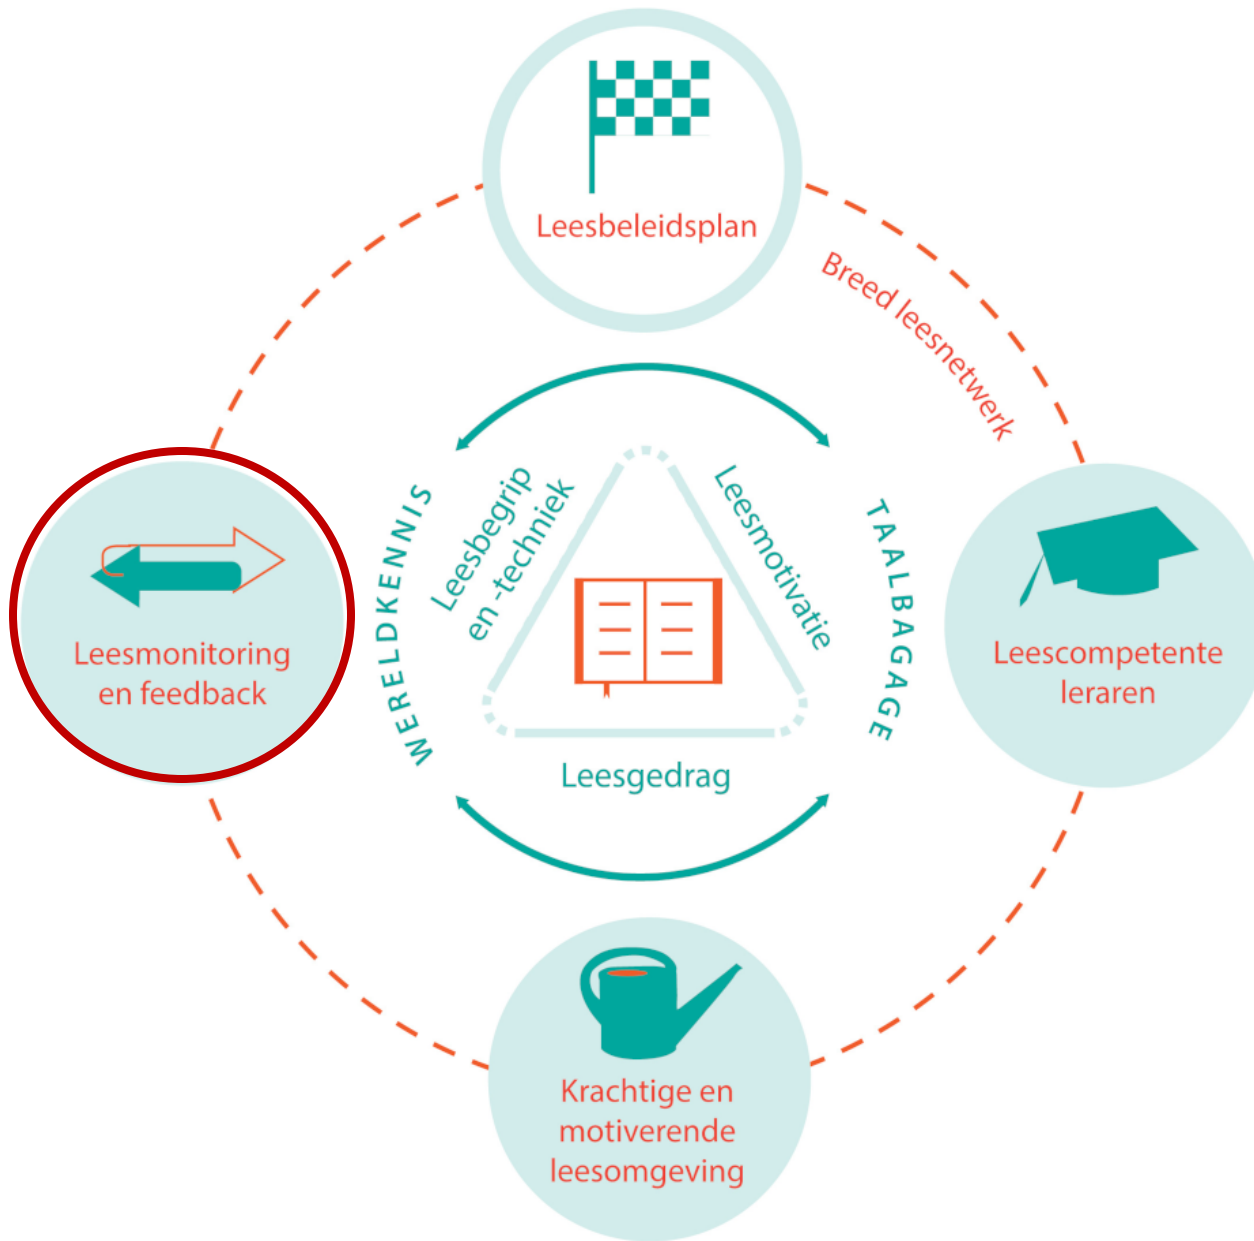 Leesbeleidsplan
Breed leesnetwerk
WERELDKENNIS
Leesbegrip
en -techniek
Leesmotivatie
TAALBAGAGE
Leesmonitoring
en feedback
Leescompetente
leraren
Leesgedrag
Krachtige en
motiverende
leesomgeving